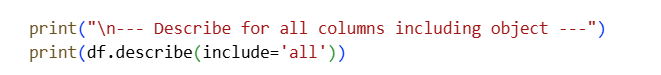 print("\n--- Describe for all columns including object ---")
print(df.describe(include='all'))